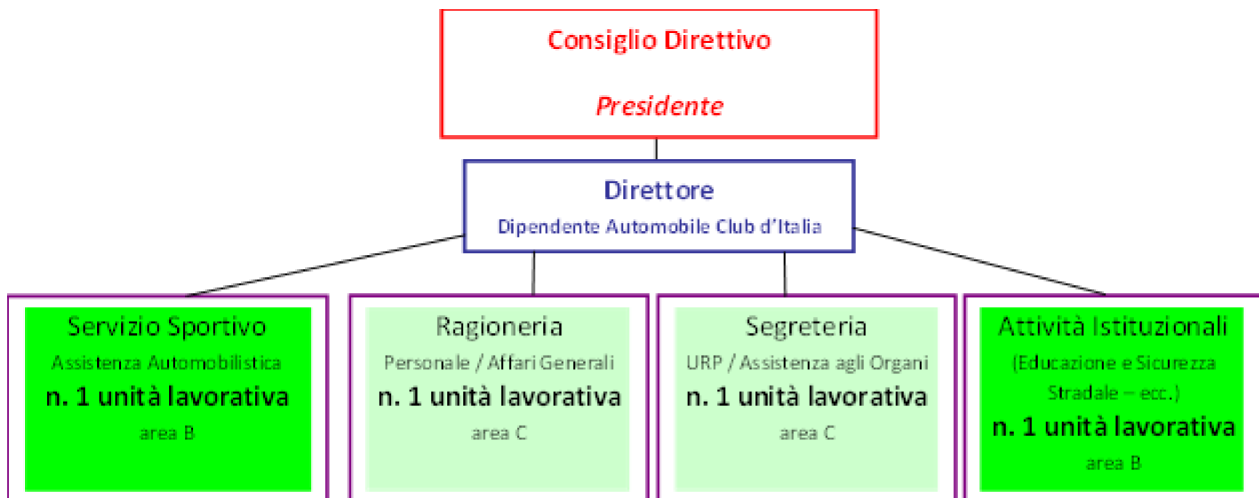 Consiglio Direttivo
Presidente
Direttore
Dipendente Automobile Club d'Italia
Servizio Sportivo
Assistenza Automobilistica
n. 1 unità lavorativa
area B
Ragioneria
Personale / Affari Generali
n. 1 unità lavorativa
area C
Segreteria
URP / Assistenza agli Organi
n. 1 unità lavorativa
area C
Attività Istituzionali
(Educazione e Sicurezza
Stradale – ecc.)
n. 1 unità lavorativa
area B